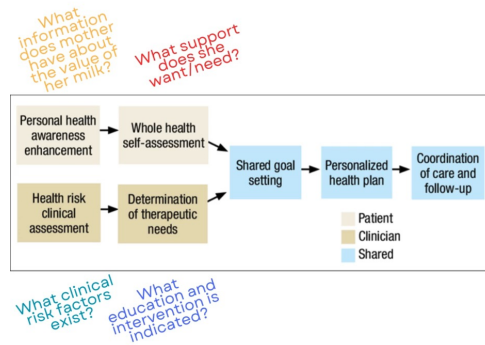 What
information
does mother
have about
the value of
her milk?
What support
does she
want/need?
Personal health
awareness
enhancement
Whole health
self-assessment
Shared goal
setting
Personalized
health plan
Coordination
of care and
follow-up
Health risk
clinical
assessment
Determination
of therapeutic
needs
Patient
Clinician
Shared
What clinical
risk factors
exist?
What
education and
intervention is
indicated?